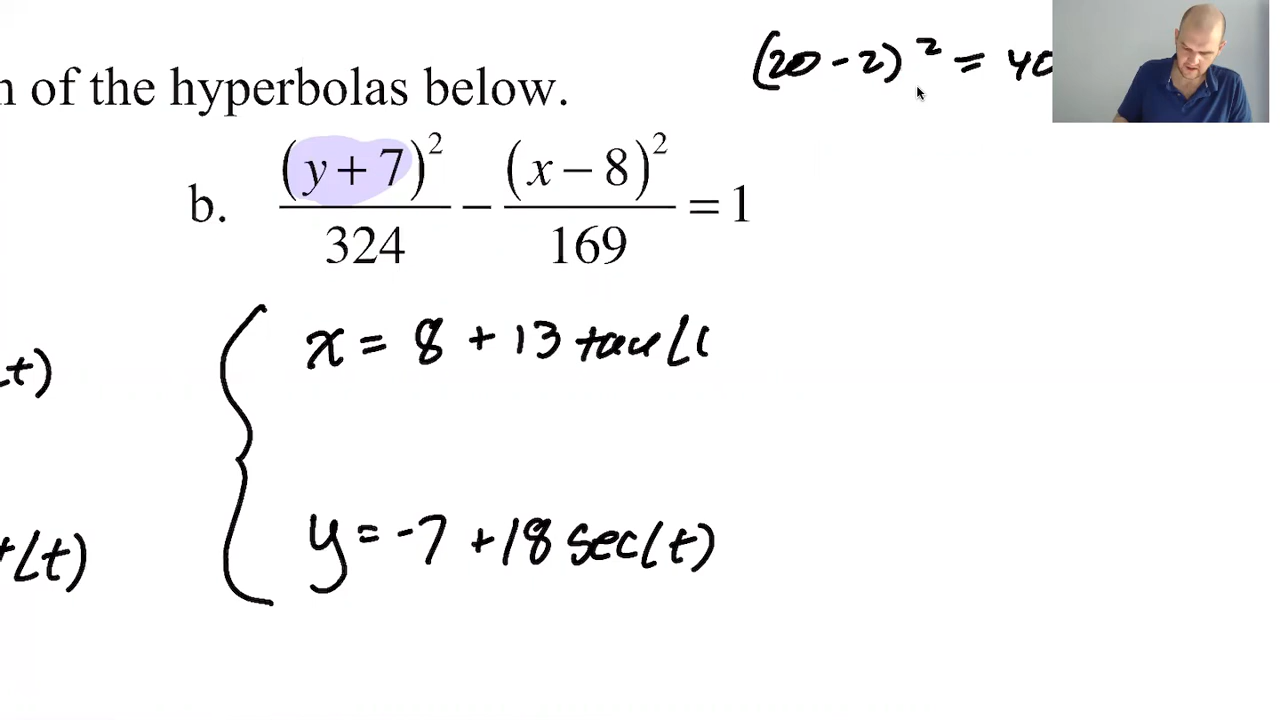 n of the hyperbolas below.
(20-2)² = 40
b. (y+7)²/324 − (x−8)²/169 = 1
x = 8 + 13 tan(
t)
y = -7 + 18 sec(t)
t(t)